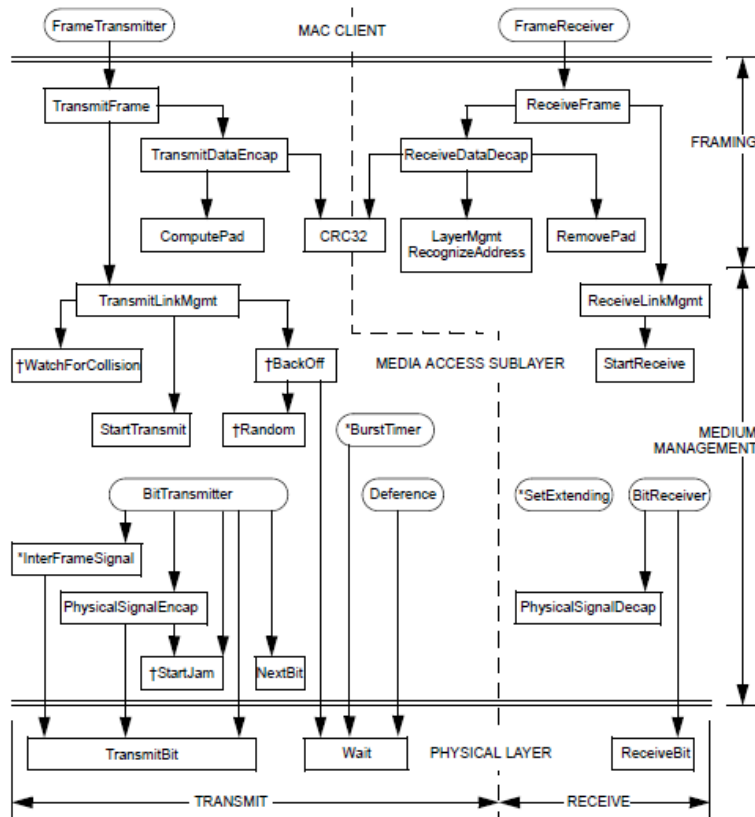 FrameTransmitter
MAC CLIENT
FrameReceiver
TransmitFrame
ReceiveFrame
FRAMING
TransmitDataEncap
ReceiveDataDecap
ComputePad
CRC32
LayerMgmt
RecognizeAddress
RemovePad
TransmitLinkMgmt
ReceiveLinkMgmt
†WatchForCollision
†BackOff
MEDIA ACCESS SUBLAYER
StartReceive
StartTransmit
†Random
*BurstTimer
MEDIUM
MANAGEMENT
BitTransmitter
Deference
*SetExtending
BitReceiver
*InterFrameSignal
PhysicalSignalEncap
PhysicalSignalDecap
†StartJam
NextBit
TransmitBit
Wait
PHYSICAL LAYER
ReceiveBit
TRANSMIT
RECEIVE